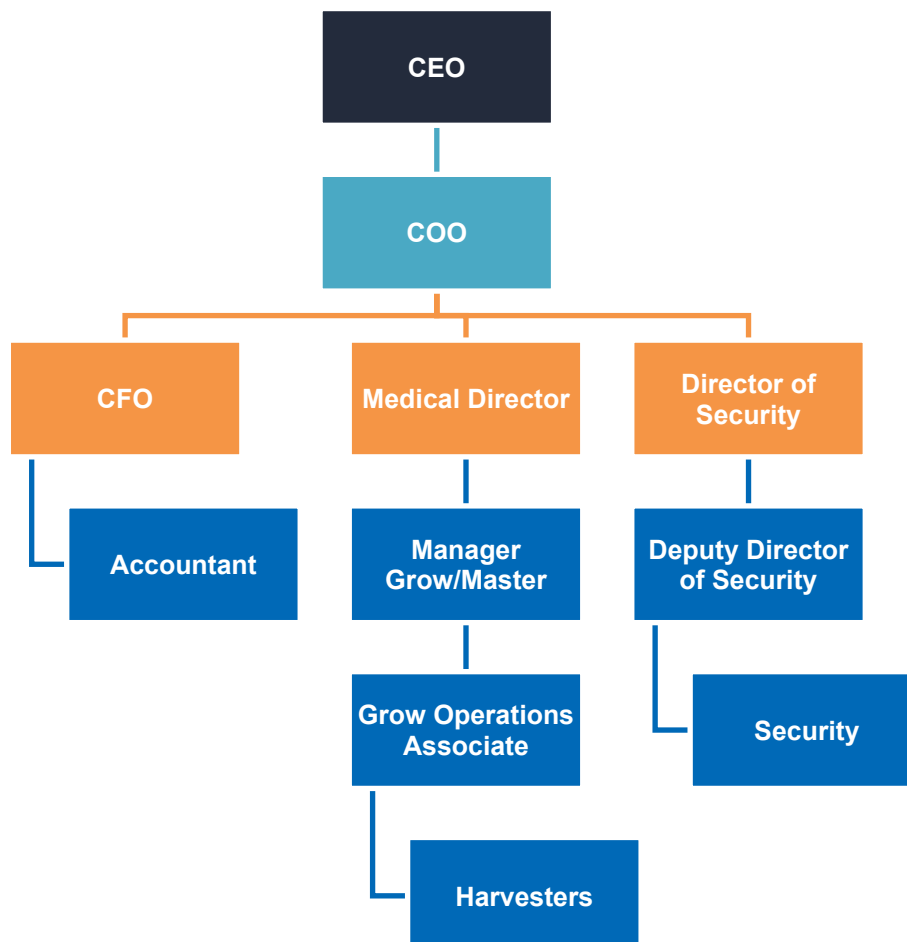 CEO
COO
CFO
Medical Director
Director of
Security
Accountant
Manager
Grow/Master
Deputy Director
of Security
Grow Operations
Associate
Security
Harvesters